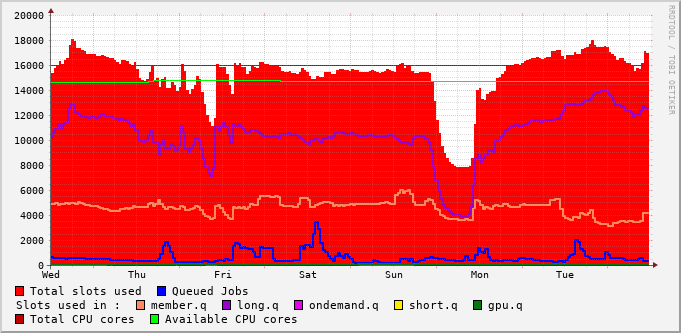 20000
18000
16000
14000
12000
10000
8000
6000
4000
2000
0
Wed Thu Fri Sat Sun Mon Tue
RRDTOOL / TOBI OETIKER
Total slots used Queued Jobs
Slots used in : member.q long.q ondemand.q short.q gpu.q
Total CPU cores Available CPU cores